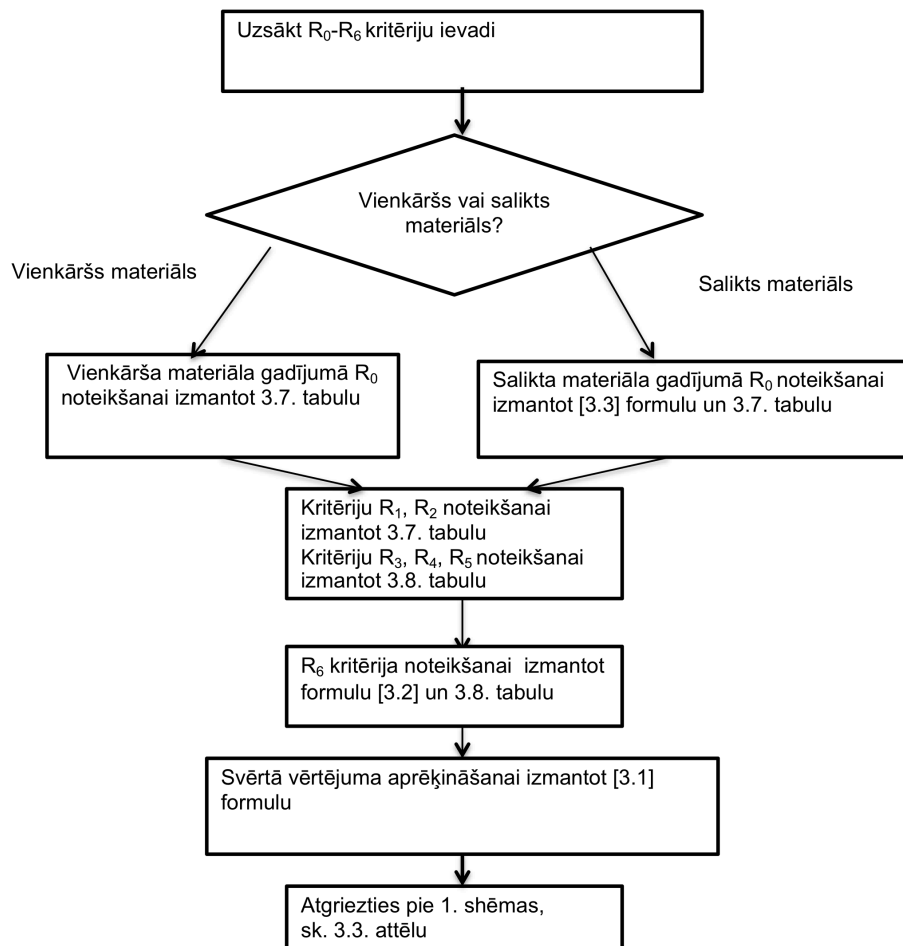 Uzsākt R₀-R₆ kritēriju ievadi
Vienkāršs vai salikts
materiāls?
Vienkāršs materiāls
Salikts materiāls
Vienkārša materiāla gadījumā R₀
noteikšanai izmantot 3.7. tabulu
Salikta materiāla gadījumā R₀ noteikšanai
izmantot [3.3] formulu un 3.7. tabulu
Kritēriju R₁, R₂ noteikšanai
izmantot 3.7. tabulu
Kritēriju R₃, R₄, R₅ noteikšanai
izmantot 3.8. tabulu
R₆ kritērija noteikšanai izmantot
formulu [3.2] un 3.8. tabulu
Svērtā vērtējuma aprēķināšanai izmantot [3.1]
formulu
Atgriezties pie 1. shēmas,
sk. 3.3. attēlu